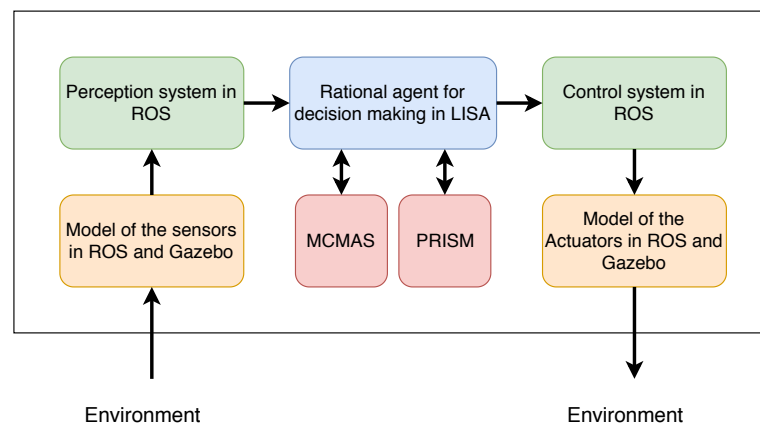 Perception system in
ROS
Rational agent for
decision making in LISA
Control system in
ROS
Model of the sensors
in ROS and Gazebo
MCMAS
PRISM
Model of the
Actuators in ROS and
Gazebo
Environment
Environment